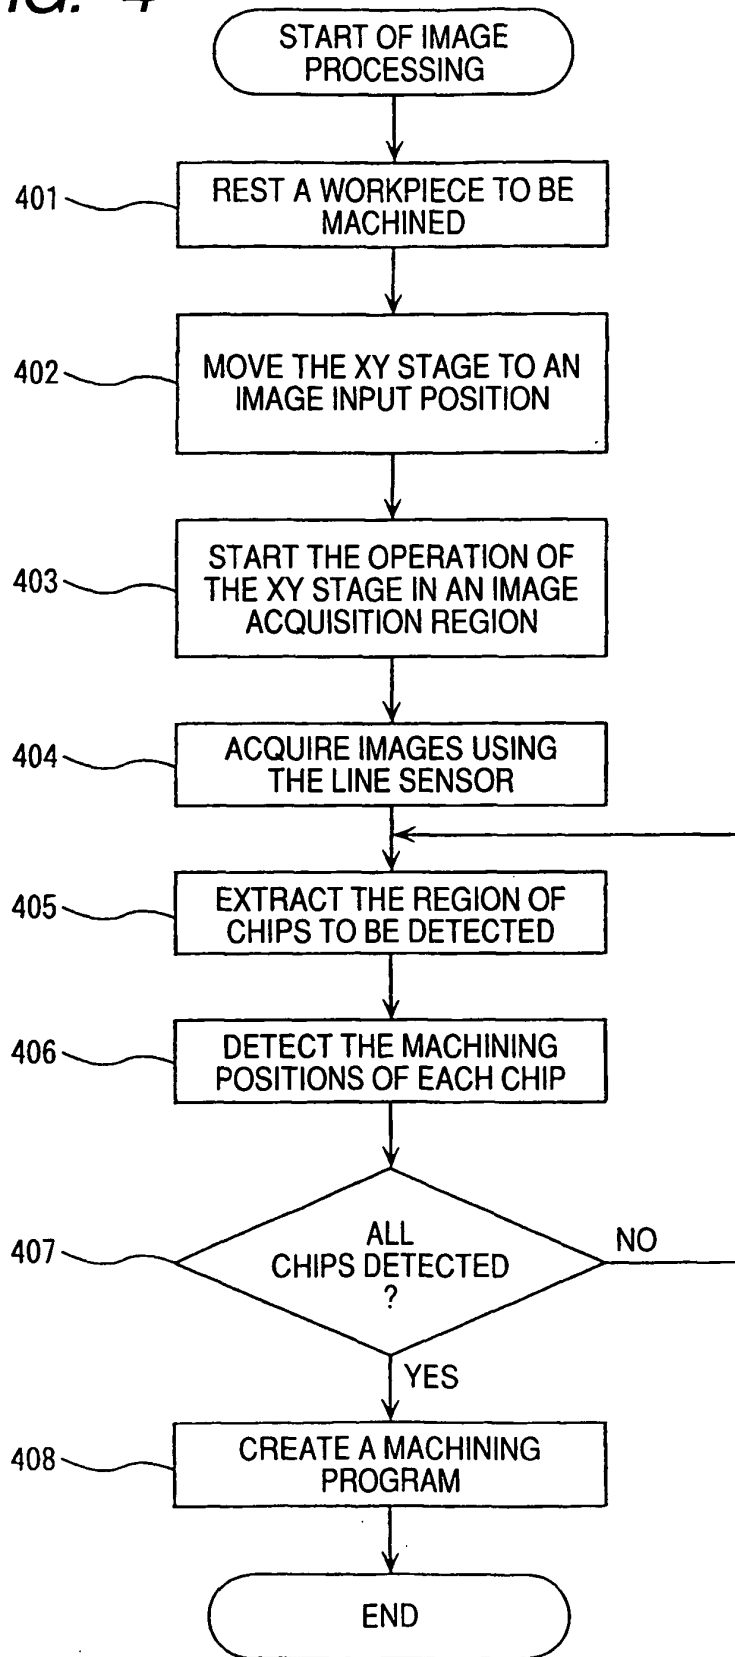 FIG. 4
START OF IMAGE
PROCESSING
401
REST A WORKPIECE TO BE
MACHINED
402
MOVE THE XY STAGE TO AN
IMAGE INPUT POSITION
403
START THE OPERATION OF
THE XY STAGE IN AN IMAGE
ACQUISITION REGION
404
ACQUIRE IMAGES USING
THE LINE SENSOR
405
EXTRACT THE REGION OF
CHIPS TO BE DETECTED
406
DETECT THE MACHINING
POSITIONS OF EACH CHIP
407
ALL
CHIPS DETECTED
?
NO
YES
408
CREATE A MACHINING
PROGRAM
END